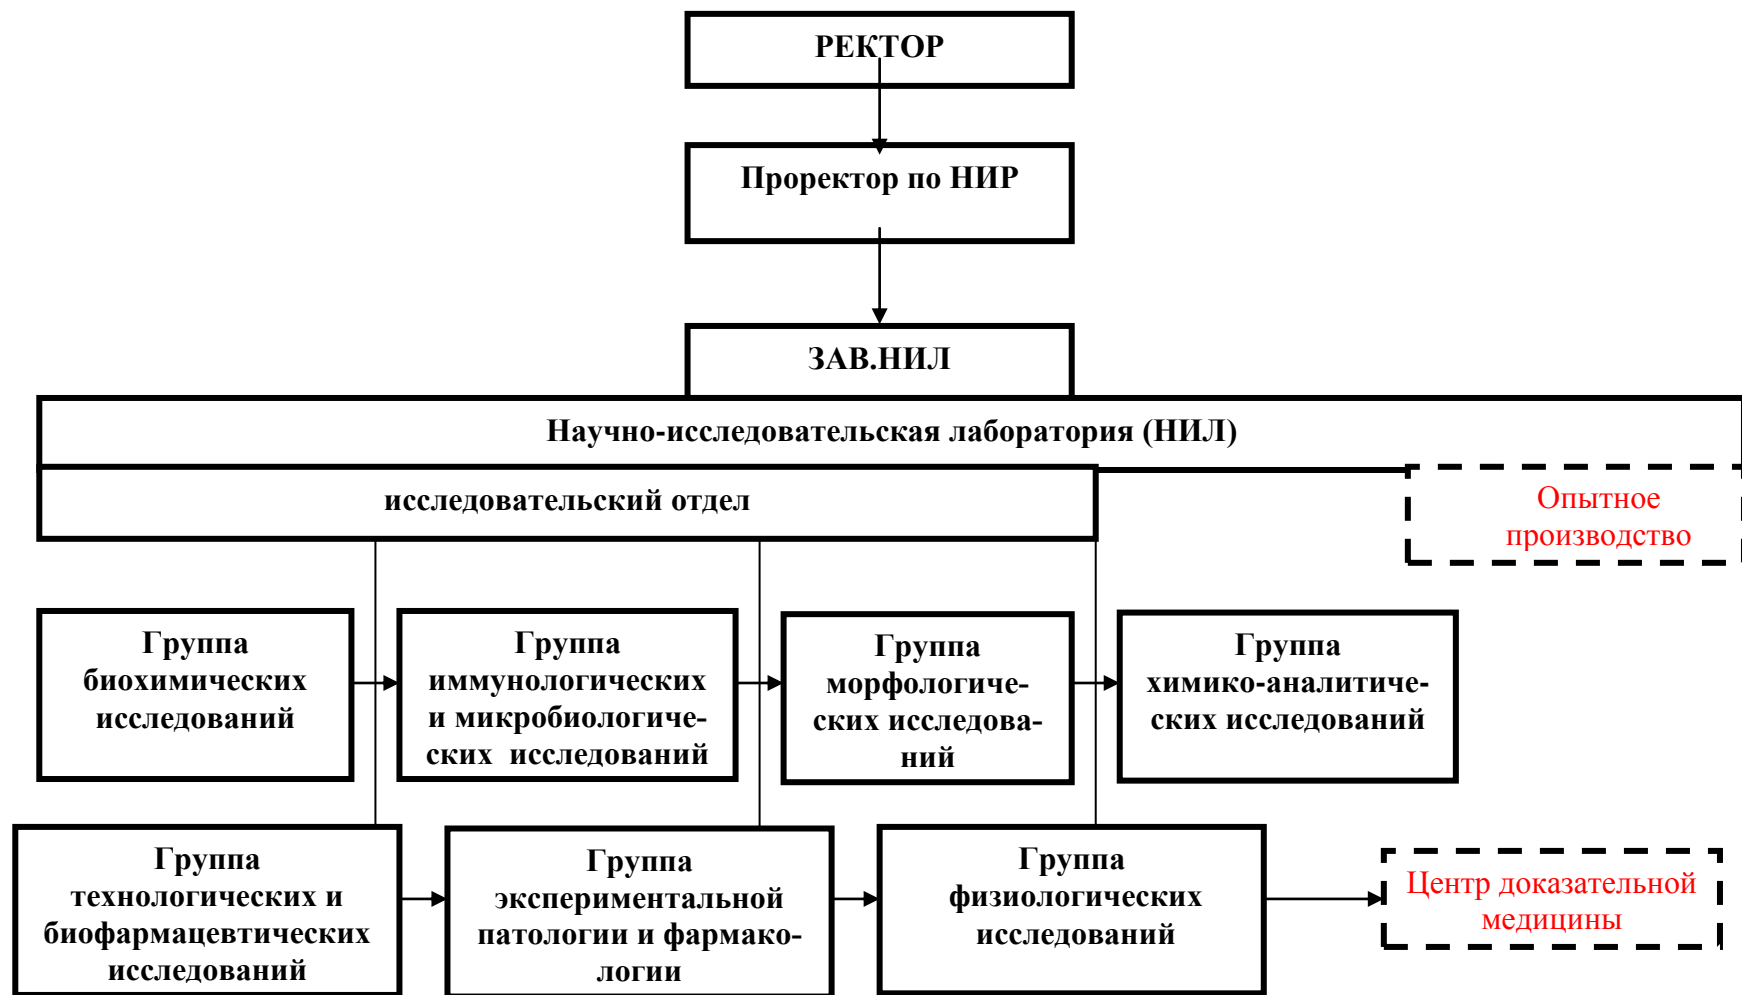 РЕКТОР
Проректор по НИР
ЗАВ.НИЛ
Научно-исследовательская лаборатория (НИЛ)
исследовательский отдел
Опытное
производство
Группа
биохимических
исследований
Группа
иммунологических
и микробиологиче-
ских исследований
Группа
морфологиче-
ских исследова-
ний
Группа
химико-аналитиче-
ских исследований
Группа
технологических и
биофармацевтических
исследований
Группа
экспериментальной
патологии и фармако-
логии
Группа
физиологических
исследований
Центр доказательной
медицины